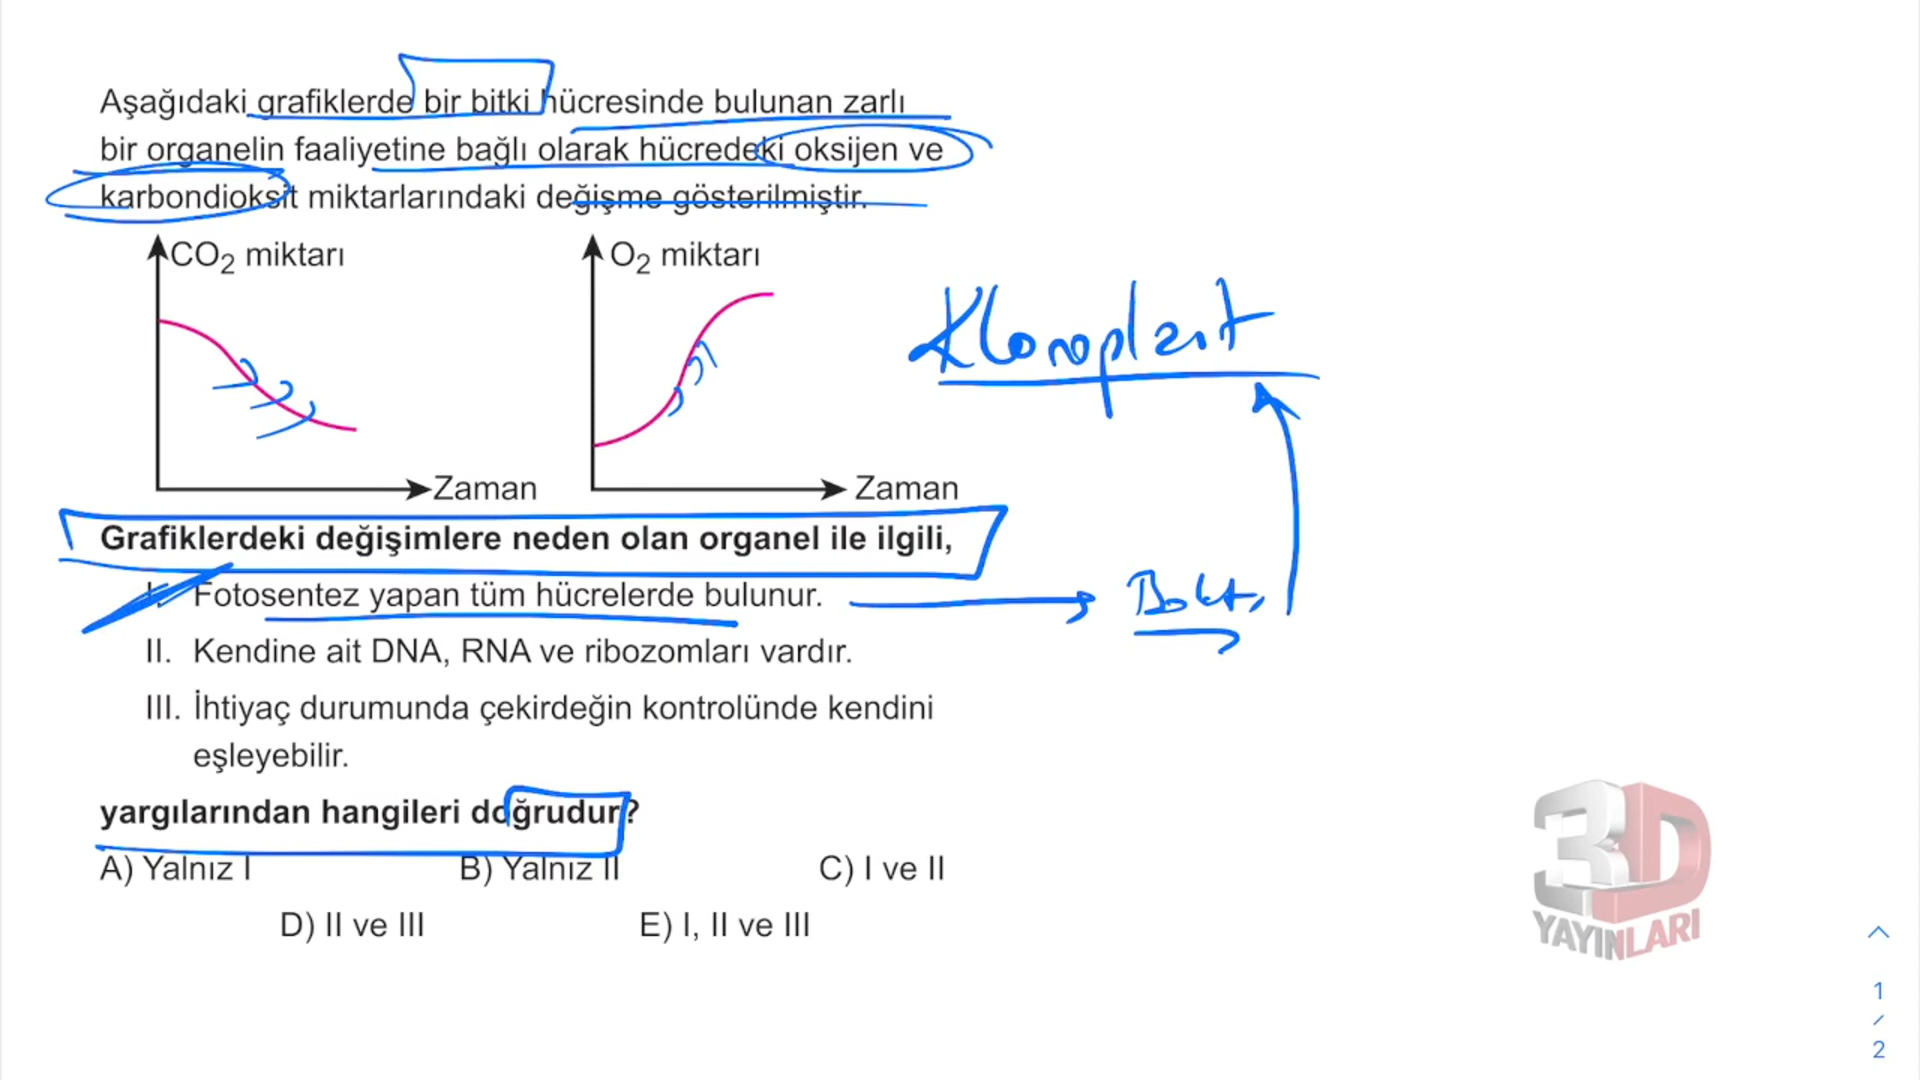 Aşağıdaki grafiklerde bir bitki hücresinde bulunan zarlı
bir organelin faaliyetine bağlı olarak hücredeki oksijen ve
karbondioksit miktarlarındaki değişme gösterilmiştir.
CO₂ miktarı
O₂ miktarı
Kloroplast
Zaman
Zaman
Grafiklerdeki değişimlere neden olan organel ile ilgili,
I. Fotosentez yapan tüm hücrelerde bulunur.
II. Kendine ait DNA, RNA ve ribozomları vardır.
III. İhtiyaç durumunda çekirdeğin kontrolünde kendini
eşleyebilir.
yargılarından hangileri doğrudur?
A) Yalnız I B) Yalnız II C) I ve II
D) II ve III E) I, II ve III
3D
YAYINLARI
1
/
2